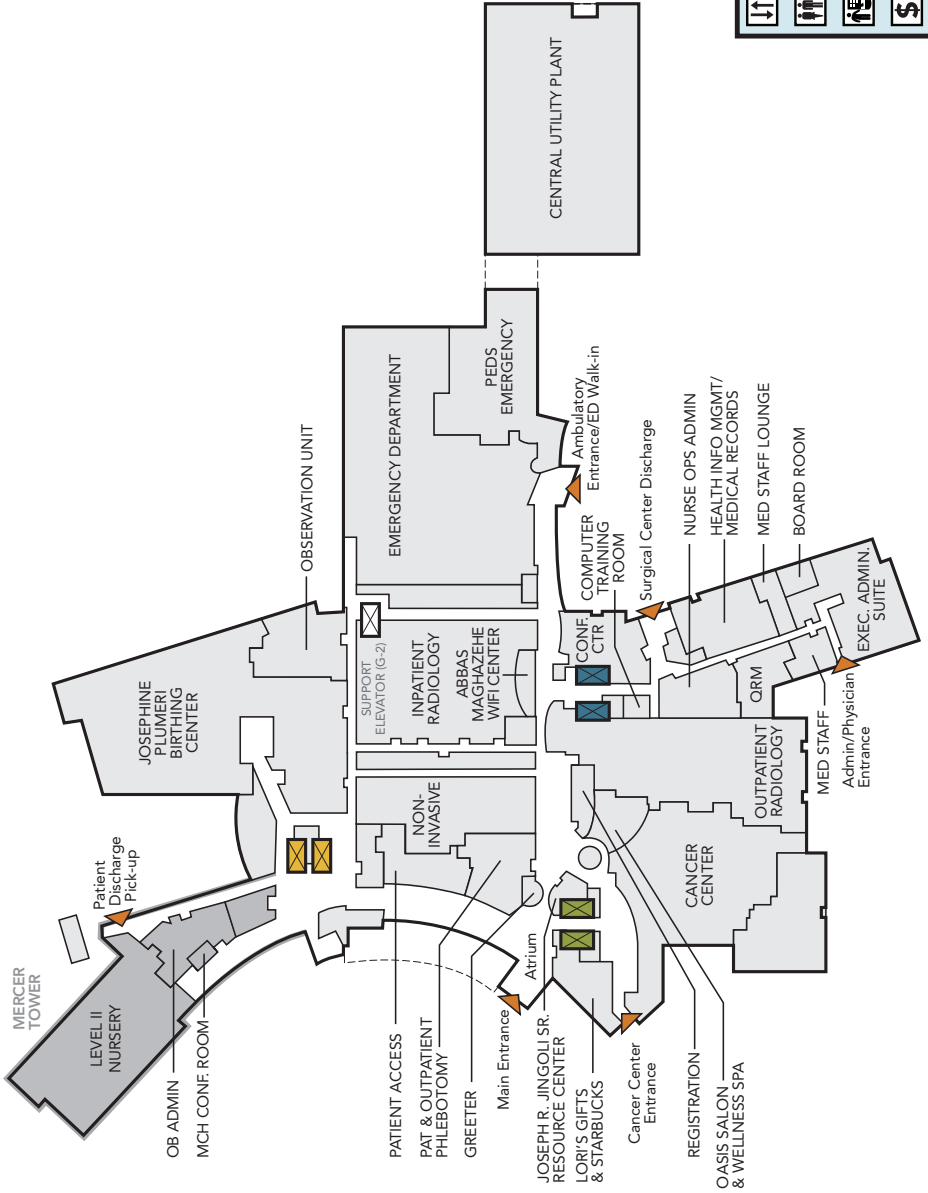 MERCER
TOWER
LEVEL II
NURSERY
OB ADMIN
MCH CONF. ROOM
Patient
Discharge
Pick-up
JOSEPHINE
PLUMERI
BIRTHING
CENTER
OBSERVATION UNIT
PATIENT ACCESS
PAT & OUTPATIENT
PHLEBOTOMY
GREETER
Main Entrance
NON-
INVASIVE
SUPPORT
ELEVATOR (G-2)
INPATIENT
RADIOLOGY
ABBAS
MAGHAZEHE
WIFI CENTER
EMERGENCY DEPARTMENT
PEDS
EMERGENCY
CENTRAL UTILITY PLANT
Ambulatory
Entrance/ED Walk-in
Atrium
JOSEPH R. JINGOLI SR.
RESOURCE CENTER
LORI'S GIFTS
& STARBUCKS
Cancer Center
Entrance
REGISTRATION
OASIS SALON
& WELLNESS SPA
CANCER
CENTER
OUTPATIENT
RADIOLOGY
CONF.
CTR
COMPUTER
TRAINING
ROOM
Surgical Center Discharge
NURSE OPS ADMIN
HEALTH INFO MGMT/
MEDICAL RECORDS
MED STAFF LOUNGE
BOARD ROOM
QRM
MED STAFF
Admin/Physician
Entrance
EXEC. ADMIN.
SUITE
$